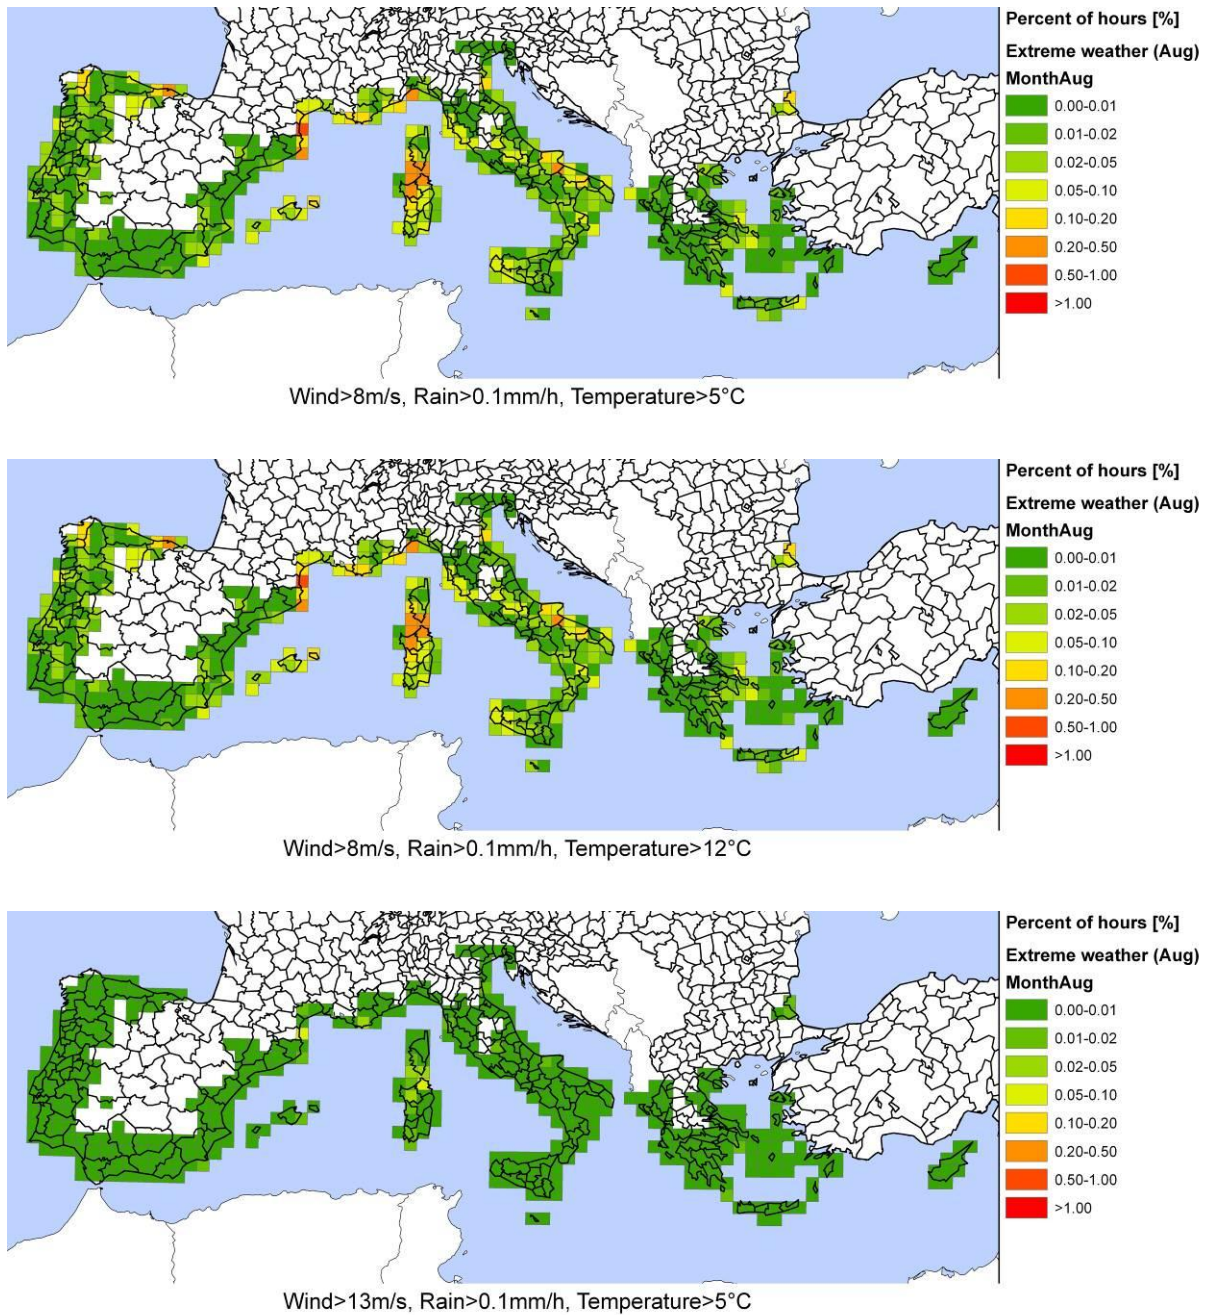 Percent of hours [%]
Extreme weather (Aug)
MonthAug
0.00-0.01
0.01-0.02
0.02-0.05
0.05-0.10
0.10-0.20
0.20-0.50
0.50-1.00
>1.00
Wind>8m/s, Rain>0.1mm/h, Temperature>5°C
Percent of hours [%]
Extreme weather (Aug)
MonthAug
0.00-0.01
0.01-0.02
0.02-0.05
0.05-0.10
0.10-0.20
0.20-0.50
0.50-1.00
>1.00
Wind>8m/s, Rain>0.1mm/h, Temperature>12°C
Percent of hours [%]
Extreme weather (Aug)
MonthAug
0.00-0.01
0.01-0.02
0.02-0.05
0.05-0.10
0.10-0.20
0.20-0.50
0.50-1.00
>1.00
Wind>13m/s, Rain>0.1mm/h, Temperature>5°C